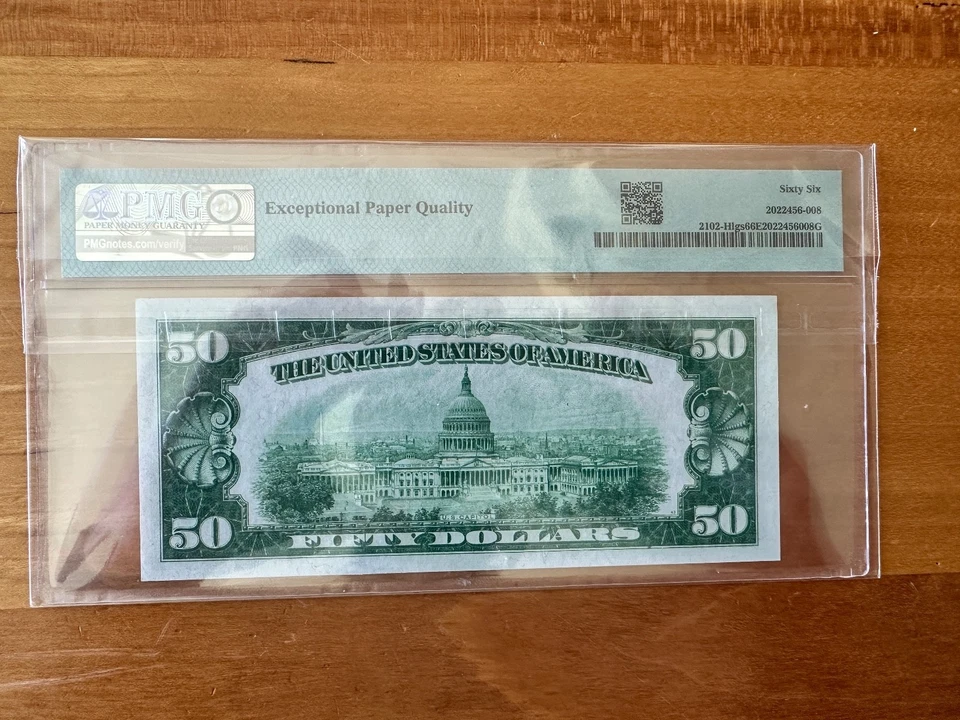 PMG
PAPER MONEY GUARANTY
PMGnotes.com/verify
Exceptional Paper Quality
Sixty Six
2022456-008
2102-Hlgs66E2022456008G
50
50
THE UNITED STATES OF AMERICA
U.S. CAPITOL
50
50
FIFTY DOLLARS